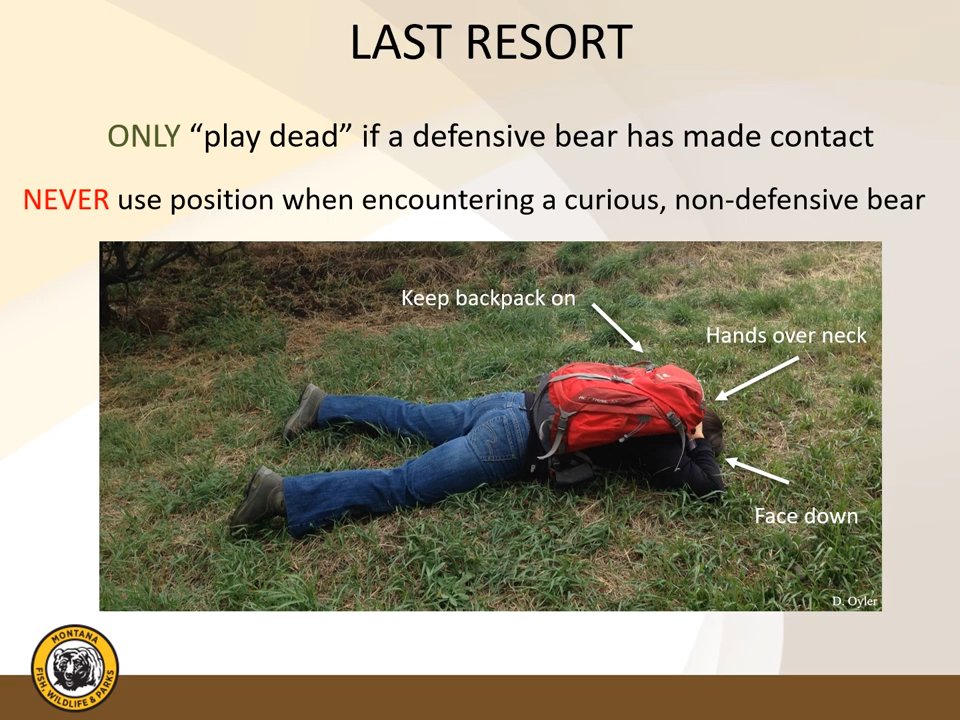 LAST RESORT
ONLY “play dead” if a defensive bear has made contact
NEVER use position when encountering a curious, non-defensive bear
Keep backpack on
Hands over neck
Face down
D. Oyler
MONTANA
FISH, WILDLIFE & PARKS